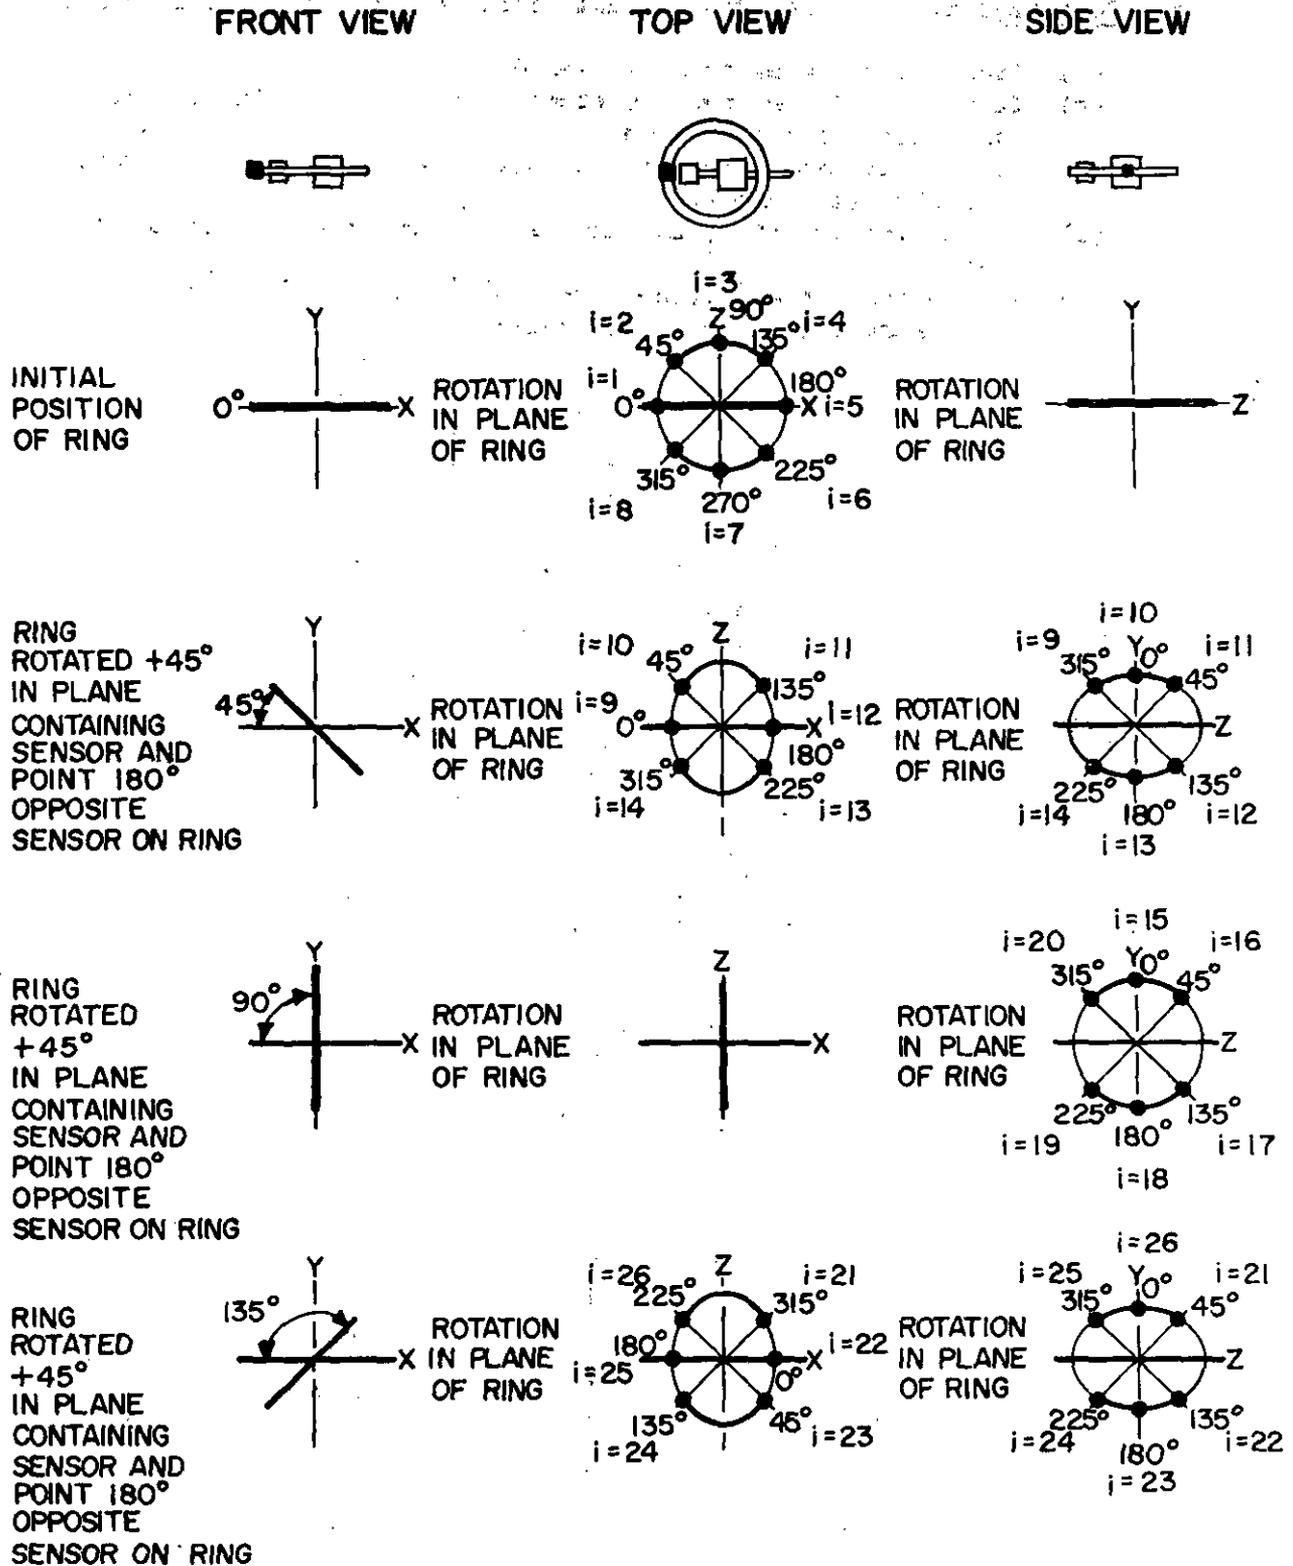 FRONT VIEW
TOP VIEW
SIDE VIEW
INITIAL
POSITION
OF RING
Y
0°
X
ROTATION
IN PLANE
OF RING
i=3
Z 90°
i=2
45°
135°
i=4
i=1
0°
180°
X
i=5
315°
225°
i=8
270°
i=6
i=7
ROTATION
IN PLANE
OF RING
Y
Z
RING
ROTATED +45°
IN PLANE
CONTAINING
SENSOR AND
POINT 180°
OPPOSITE
SENSOR ON RING
Y
45°
X
ROTATION
IN PLANE
OF RING
Z
i=10
45°
i=11
135°
i=9
0°
X
i=12
180°
315°
225°
i=14
i=13
ROTATION
IN PLANE
OF RING
i=10
i=9
Y
0°
i=11
315°
45°
Z
225°
135°
i=14
180°
i=12
i=13
RING
ROTATED
+45°
IN PLANE
CONTAINING
SENSOR AND
POINT 180°
OPPOSITE
SENSOR ON RING
Y
90°
X
ROTATION
IN PLANE
OF RING
Z
X
ROTATION
IN PLANE
OF RING
i=15
i=20
Y
0°
i=16
315°
45°
Z
225°
135°
i=19
180°
i=17
i=18
RING
ROTATED
+45°
IN PLANE
CONTAINING
SENSOR AND
POINT 180°
OPPOSITE
SENSOR ON RING
Y
135°
X
ROTATION
IN PLANE
OF RING
Z
i=26
225°
i=21
315°
180°
X
i=22
i=25
0°
135°
45°
i=24
i=23
ROTATION
IN PLANE
OF RING
i=26
i=25
Y
0°
i=21
315°
45°
Z
225°
135°
i=24
180°
i=22
i=23